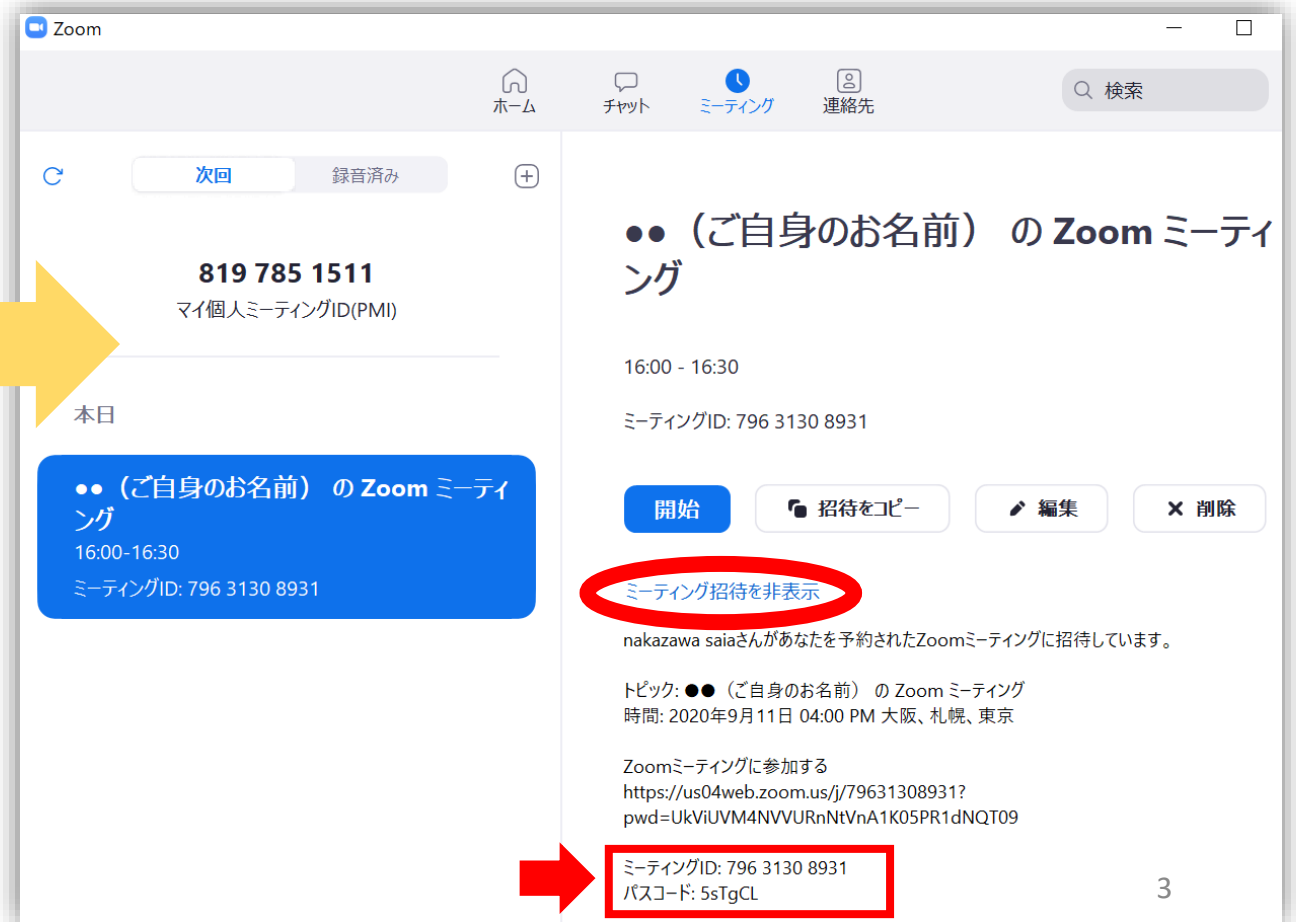 Zoom
ホーム
チャット
ミーティング
連絡先
検索
次回
録音済み
819 785 1511
マイ個人ミーティングID(PMI)
本日
●●（ご自身のお名前） の Zoom ミーティ
ング
16:00-16:30
ミーティングID: 796 3130 8931
●●（ご自身のお名前） の Zoom ミーティ
ング
16:00 - 16:30
ミーティングID: 796 3130 8931
開始
招待をコピー
編集
削除
ミーティング招待を非表示
nakazawa saiaさんがあなたを予約されたZoomミーティングに招待しています。
トピック: ●●（ご自身のお名前） の Zoom ミーティング
時間: 2020年9月11日 04:00 PM 大阪、札幌、東京
Zoomミーティングに参加する
https://us04web.zoom.us/j/79631308931?
pwd=UkViUVM4NVVURnNtVnA1K05PR1dNQT09
ミーティングID: 796 3130 8931
パスコード: 5sTgCL
3